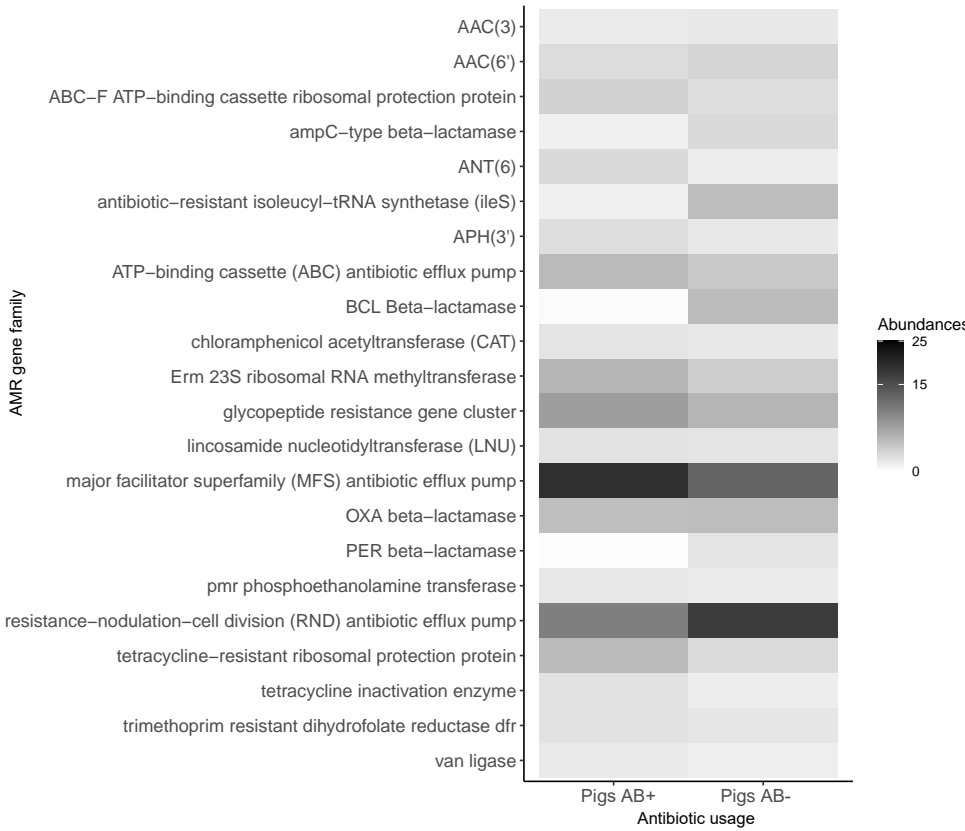 AMR gene family
AAC(3)
AAC(6')
ABC−F ATP−binding cassette ribosomal protection protein
ampC−type beta−lactamase
ANT(6)
antibiotic−resistant isoleucyl−tRNA synthetase (ileS)
APH(3')
ATP−binding cassette (ABC) antibiotic efflux pump
BCL Beta−lactamase
chloramphenicol acetyltransferase (CAT)
Erm 23S ribosomal RNA methyltransferase
glycopeptide resistance gene cluster
lincosamide nucleotidyltransferase (LNU)
major facilitator superfamily (MFS) antibiotic efflux pump
OXA beta−lactamase
PER beta−lactamase
pmr phosphoethanolamine transferase
resistance−nodulation−cell division (RND) antibiotic efflux pump
tetracycline−resistant ribosomal protection protein
tetracycline inactivation enzyme
trimethoprim resistant dihydrofolate reductase dfr
van ligase
Pigs AB+ Pigs AB-
Antibiotic usage
Abundances
25
15
0